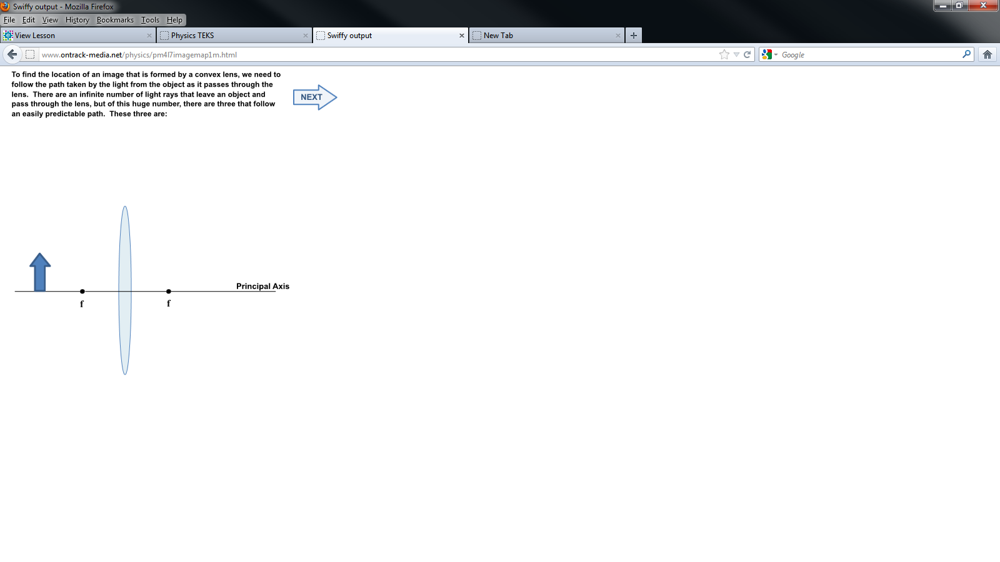 Swiffy output - Mozilla Firefox
File Edit View History Bookmarks Tools Help
View Lesson
Physics TEKS
Swiffy output
New Tab
www.ontrack-media.net/physics/pm4l7imagemap1m.html
Google
To find the location of an image that is formed by a convex lens, we need to
follow the path taken by the light from the object as it passes through the
lens.  There are an infinite number of light rays that leave an object and
pass through the lens, but of this huge number, there are three that follow
an easily predictable path.  These three are:
NEXT
Principal Axis
f
f